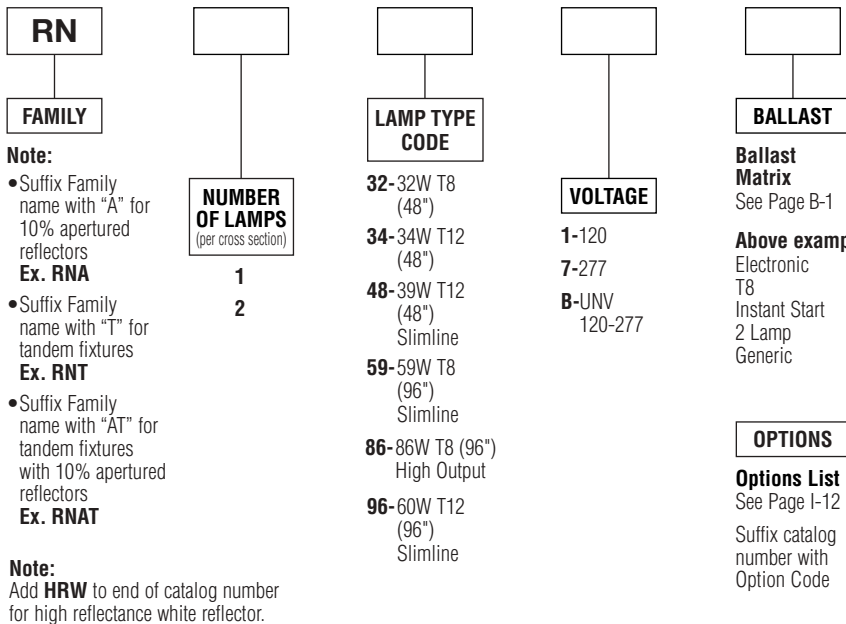 RN
FAMILY
Note:
•Suffix Family
name with “A” for
10% apertured
reflectors
Ex. RNA
•Suffix Family
name with “T” for
tandem fixtures
Ex. RNT
•Suffix Family
name with “AT” for
tandem fixtures
with 10% apertured
reflectors
Ex. RNAT
Note:
Add HRW to end of catalog number
for high reflectance white reflector.
NUMBER
OF LAMPS
(per cross section)
1
2
LAMP TYPE
CODE
32-32W T8
(48")
34-34W T12
(48")
48-39W T12
(48")
Slimline
59-59W T8
(96")
Slimline
86-86W T8 (96")
High Output
96-60W T12
(96")
Slimline
VOLTAGE
1-120
7-277
B-UNV
120-277
BALLAST
Ballast
Matrix
See Page B-1
Above
Electronic
T8
Instant Start
2 Lamp
Generic
OPTIONS
Options List
See Page I-12
Suffix catalog
number with
Option Code